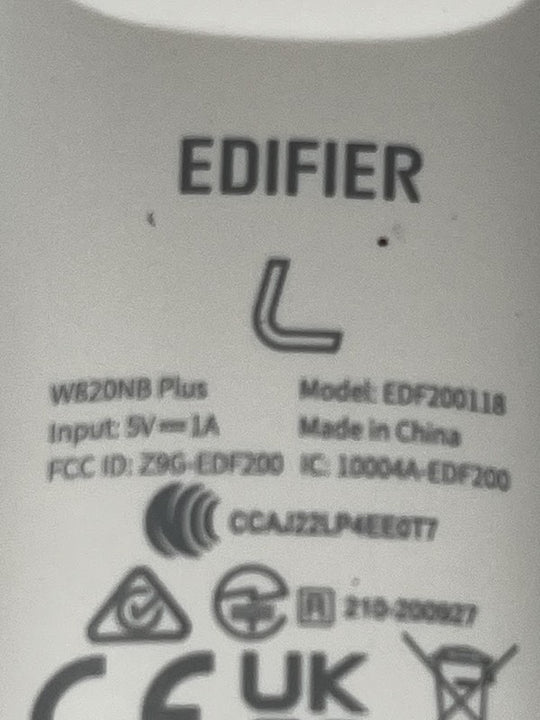 EDIFIER
L
W820NB Plus Model: EDF200118
Input: 5V⎓1A Made in China
FCC ID: Z9G-EDF200 IC: 10004A-EDF200
CCAJ22LP4EE0T7
R 210-200927
CE UK